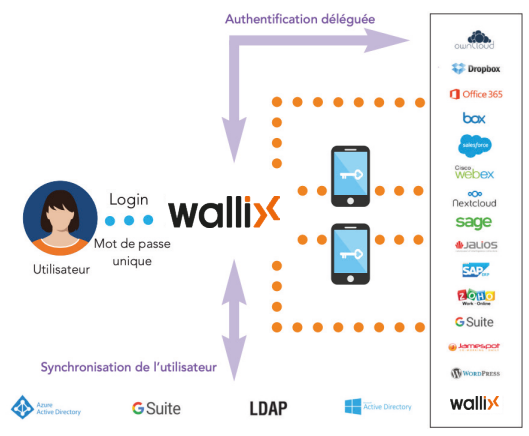 Authentification déléguée
ownCloud
Dropbox
Office 365
box
salesforce
Cisco
webex
nextcloud
sage
JALIOS
SAP
ZOHO
Work · Online
G Suite
Jamespot
WORDPRESS
wallix
Login
Mot de passe
unique
Utilisateur
wallix
Synchronisation de l'utilisateur
Azure
Active Directory
G Suite
LDAP
Active Directory